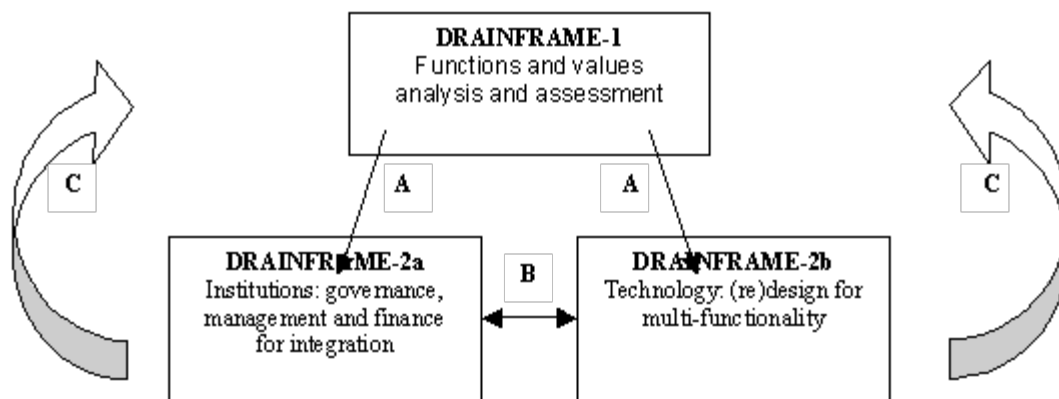 DRAINFRAME-1
Functions and values
analysis and assessment
C
A
A
C
DRAINFRAME-2a
Institutions: governance,
management and finance
for integration
B
DRAINFRAME-2b
Technology: (re)design for
multi-functionality